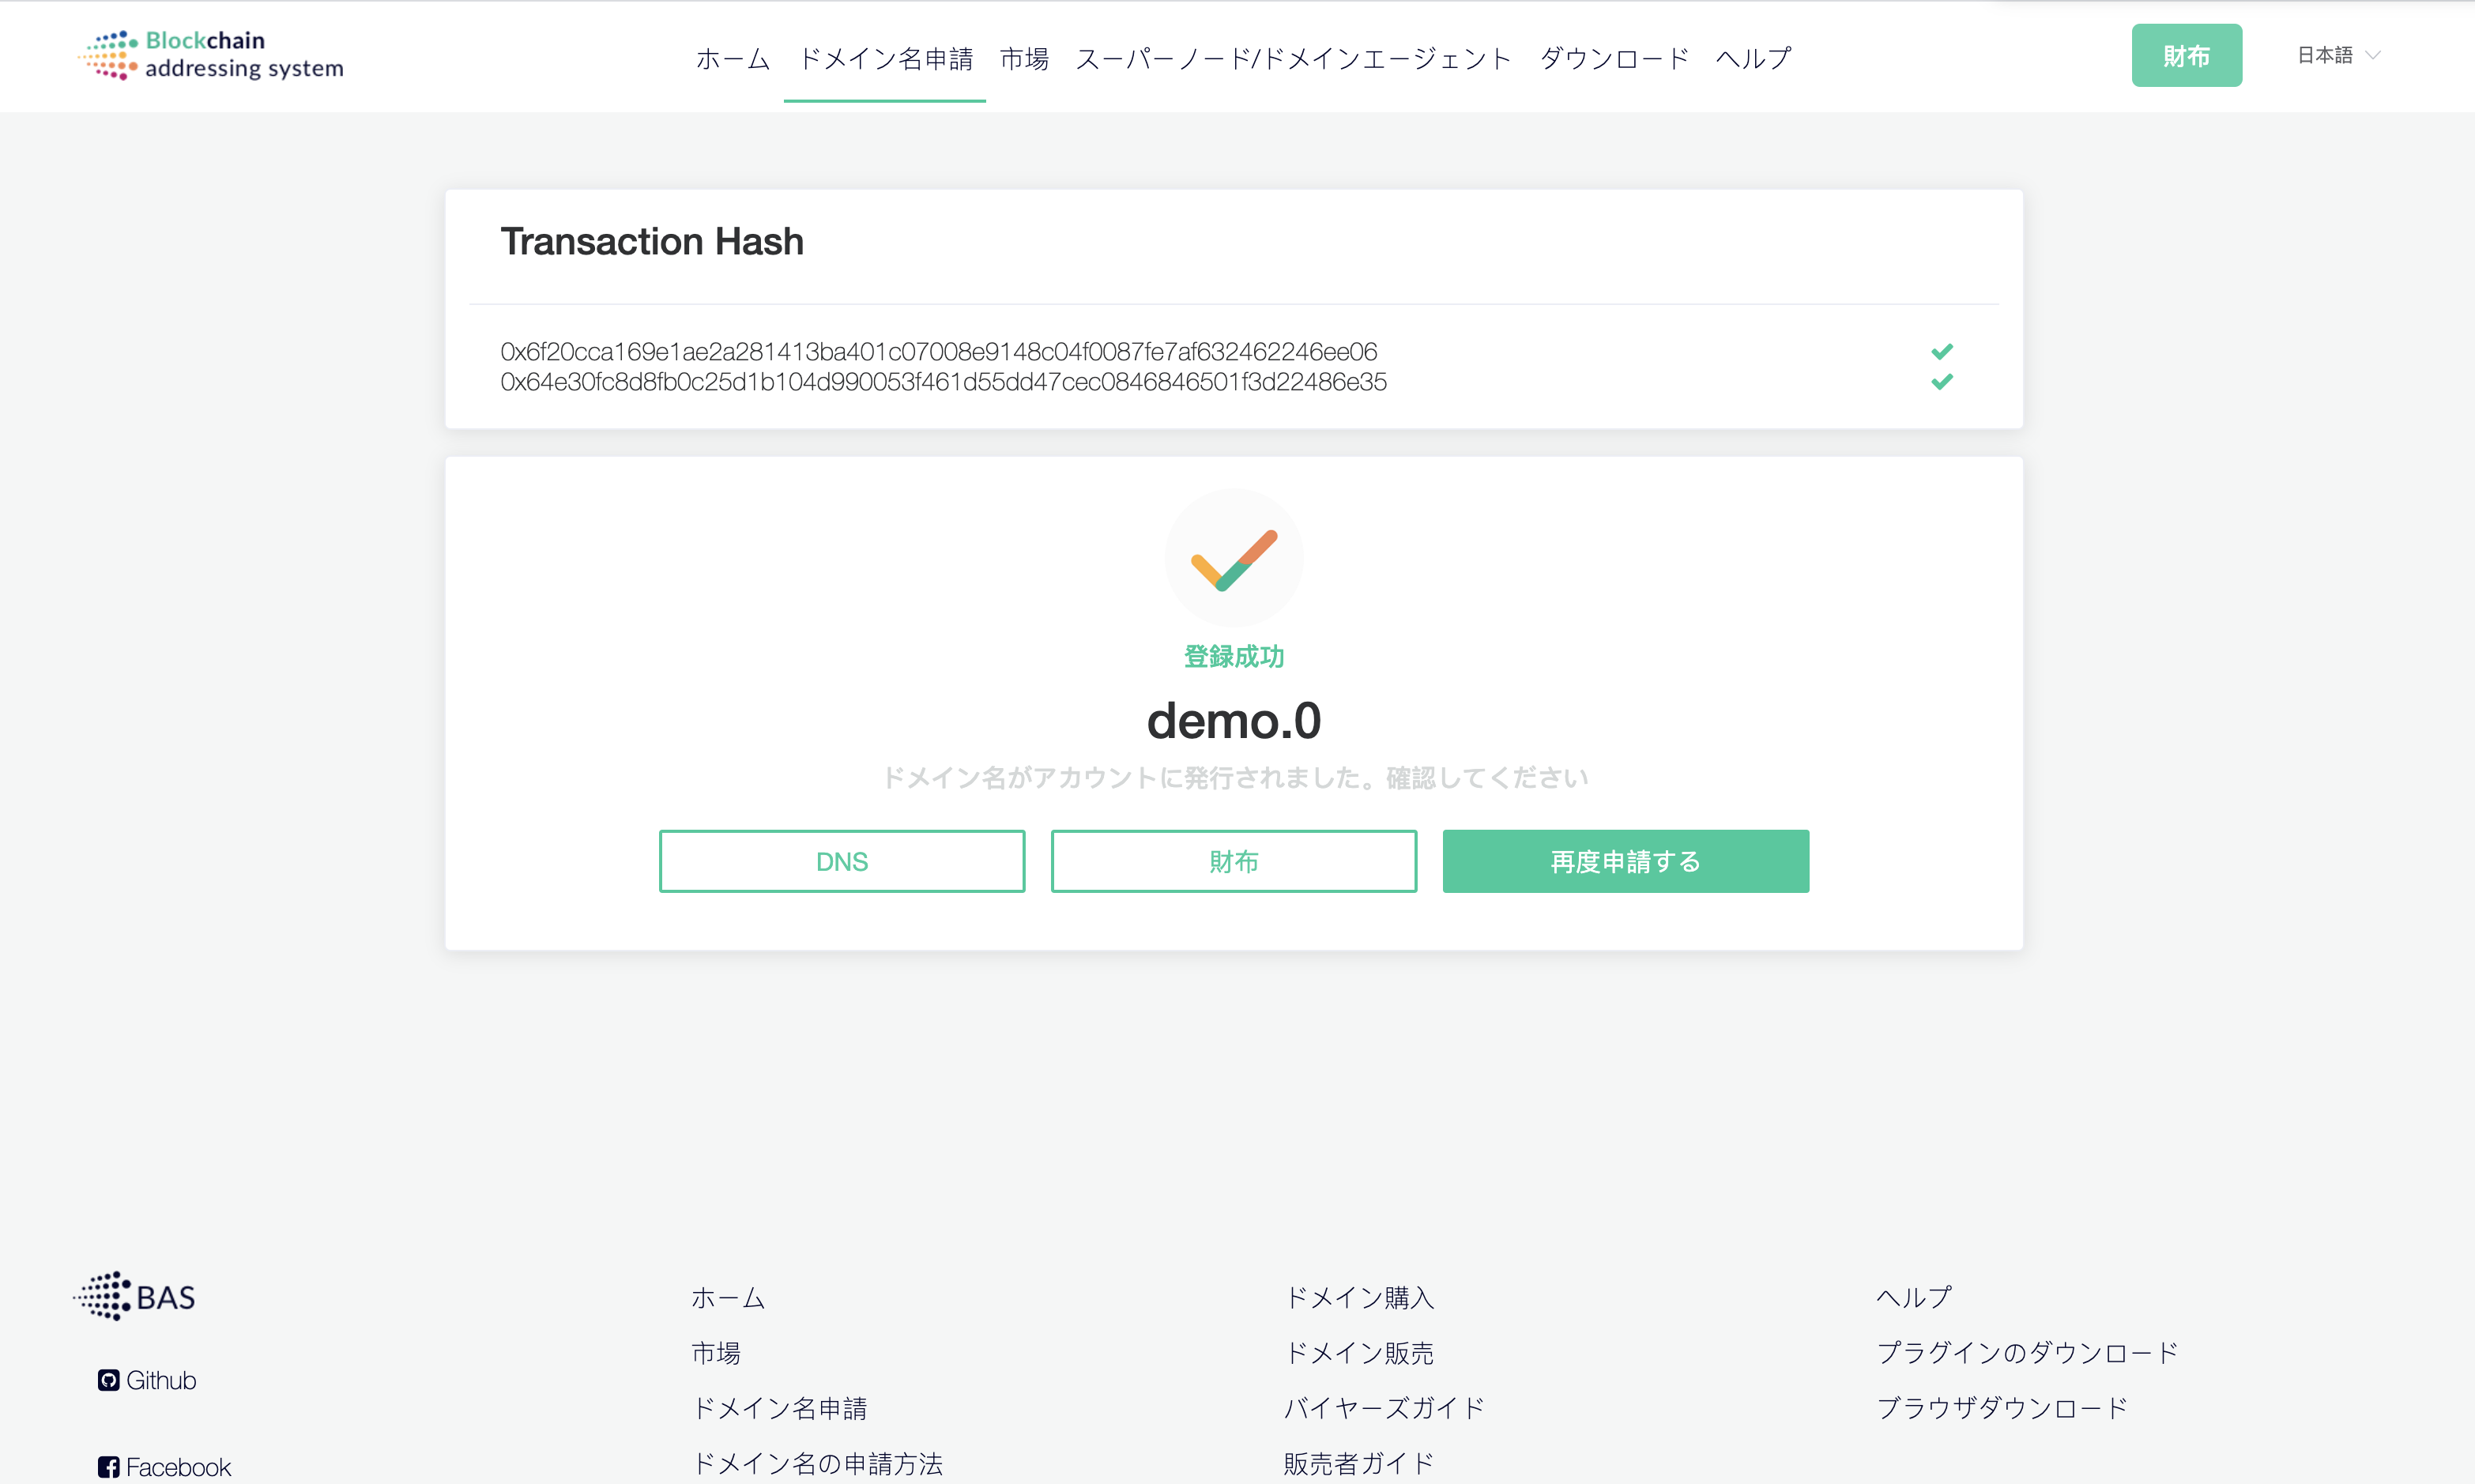 Blockchain
addressing system
ホーム ドメイン名申請 市場 スーパーノード/ドメインエージェント ダウンロード ヘルプ
財布
日本語
Transaction Hash
0x6f20cca169e1ae2a281413ba401c07008e9148c04f0087fe7af632462246ee06
0x64e30fc8d8fb0c25d1b104d990053f461d55dd47cec0846846501f3d22486e35
登録成功
demo.0
ドメイン名がアカウントに発行されました。確認してください
DNS
財布
再度申請する
BAS
Github
Facebook
ホーム
市場
ドメイン名申請
ドメイン名の申請方法
ドメイン購入
ドメイン販売
バイヤーズガイド
販売者ガイド
ヘルプ
プラグインのダウンロード
ブラウザダウンロード